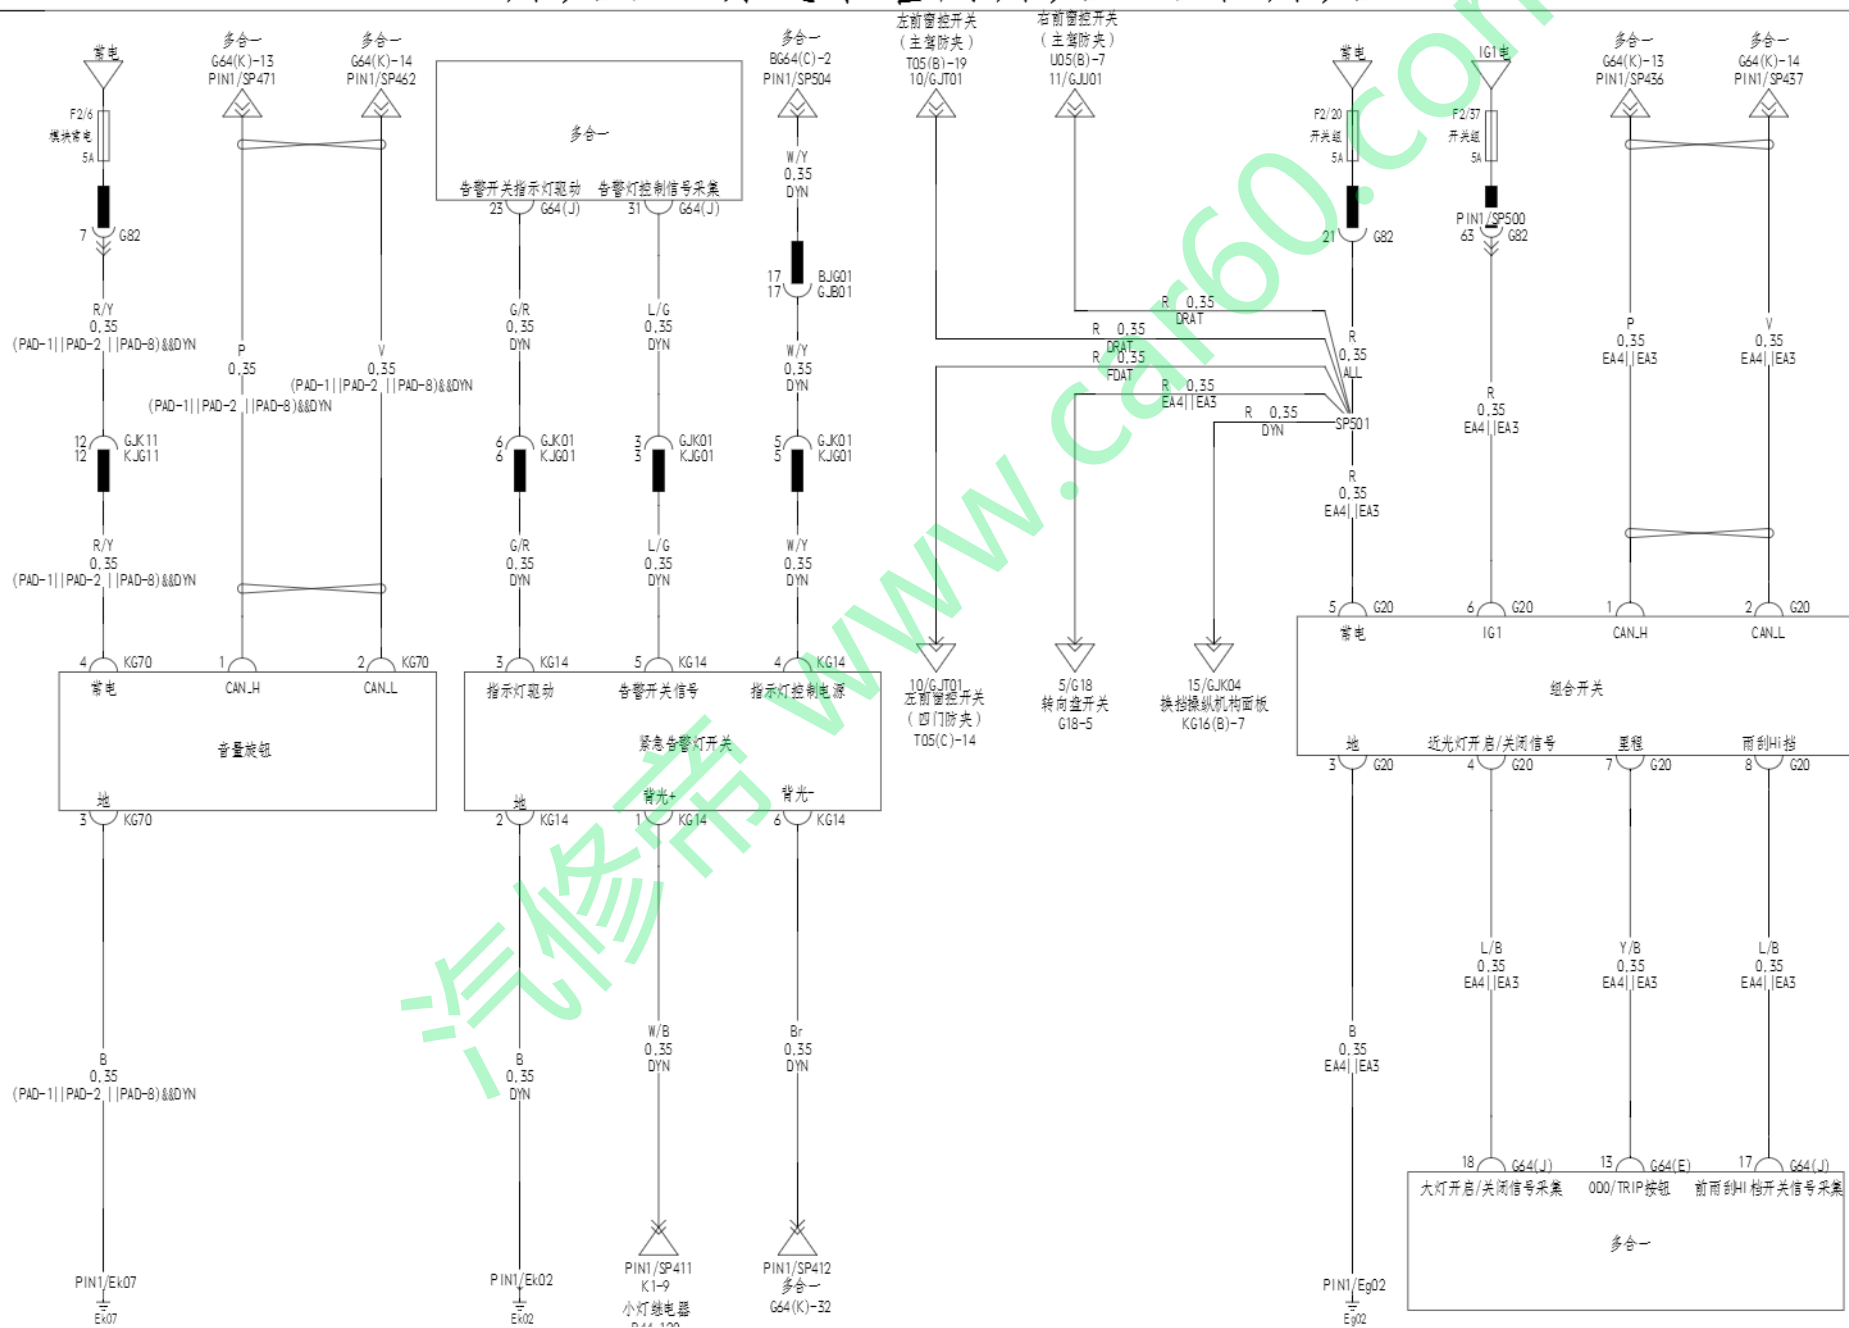 常电
F2/6
模块常电
5A
7 G82
R/Y
0.35
(PAD-1||PAD-2 ||PAD-8)&&DYN
12 GJK11
12 KJG11
R/Y
0.35
(PAD-1||PAD-2 ||PAD-8)&&DYN
多合一
G64(K)-13
PIN1/SP471
P
0.35
(PAD-1||PAD-2 ||PAD-8)&&DYN
多合一
G64(K)-14
PIN1/SP462
V
0.35
(PAD-1||PAD-2 ||PAD-8)&&DYN
4 KG70
1
2 KG70
常电
CAN_H
CAN_L
音量旋钮
地
3 KG70
B
0.35
(PAD-1||PAD-2 ||PAD-8)&&DYN
PIN1/Ek07
Ek07
多合一
告警开关指示灯驱动
告警灯控制信号采集
23 G64(J)
31 G64(J)
G/R
0.35
DYN
6 GJK01
6 KJG01
G/R
0.35
DYN
L/G
0.35
DYN
3 GJK01
3 KJG01
L/G
0.35
DYN
多合一
BG64(C)-2
PIN1/SP504
W/Y
0.35
DYN
17 BJG01
17 GJB01
W/Y
0.35
DYN
5 GJK01
5 KJG01
W/Y
0.35
DYN
3 KG14
5 KG14
4 KG14
指示灯驱动
告警开关信号
指示灯控制电源
紧急告警灯开关
地
背光+
背光-
2 KG14
1 KG14
6 KG14
B
0.35
DYN
PIN1/Ek02
Ek02
W/B
0.35
DYN
PIN1/SP411
K1-9
小灯继电器
Br
0.35
DYN
PIN1/SP412
多合一
G64(K)-32
左前窗控开关
(主驾防夹)
T05(B)-19
10/GJT01
右前窗控开关
(主驾防夹)
U05(B)-7
11/GJU01
R 0.35
DRAT
R 0.35
DRAT
R 0.35
FDAT
R 0.35
EA4||EA3
R 0.35
DYN
10/GJT01
左前窗控开关
(四门防夹)
T05(C)-14
5/G18
转向盘开关
G18-5
15/GJK04
换挡操纵机构面板
KG16(B)-7
常电
F2/20
开关组
5A
21 G82
R
0.35
ALL
SP501
R
0.35
EA4||EA3
IG1电
F2/37
开关组
5A
PIN1/SP500
63 G82
R
0.35
EA4||EA3
多合一
G64(K)-13
PIN1/SP436
P
0.35
EA4||EA3
多合一
G64(K)-14
PIN1/SP437
V
0.35
EA4||EA3
5 G20
6 G20
1
2 G20
常电
IG1
CAN_H
CAN_L
组合开关
地
近光灯开启/关闭信号
里程
雨刮Hi挡
3 G20
4 G20
7 G20
8 G20
B
0.35
EA4||EA3
PIN1/Eg02
Eg02
L/B
0.35
EA4||EA3
Y/B
0.35
EA4||EA3
L/B
0.35
EA4||EA3
18 G64(J)
13 G64(E)
17 G64(J)
大灯开启/关闭信号采集
ODO/TRIP按钮
前雨刮HI档开关信号采集
多合一
汽修帝 www.car60.com